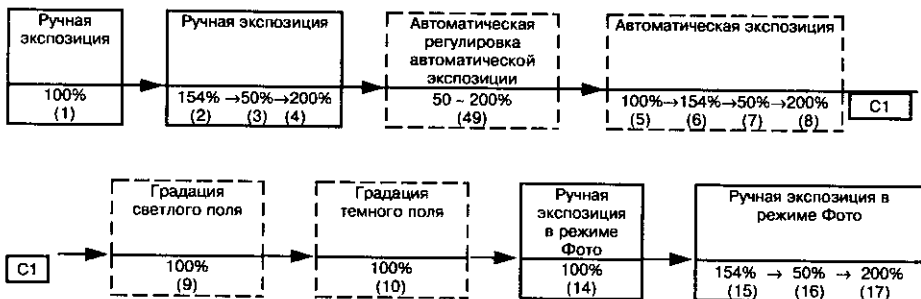 Ручная
экспозиция
100%
(1)
Ручная экспозиция
154% →50%→200%
(2) (3) (4)
Автоматическая
регулировка
автоматической
экспозиции
50 ~ 200%
(49)
Автоматическая экспозиция
100%→154%→50%→200%
(5) (6) (7) (8)
C1
C1
Градация
светлого поля
100%
(9)
Градация
темного поля
100%
(10)
Ручная
экспозиция
в режиме
Фото
100%
(14)
Ручная экспозиция в
режиме Фото
154% → 50% → 200%
(15) (16) (17)